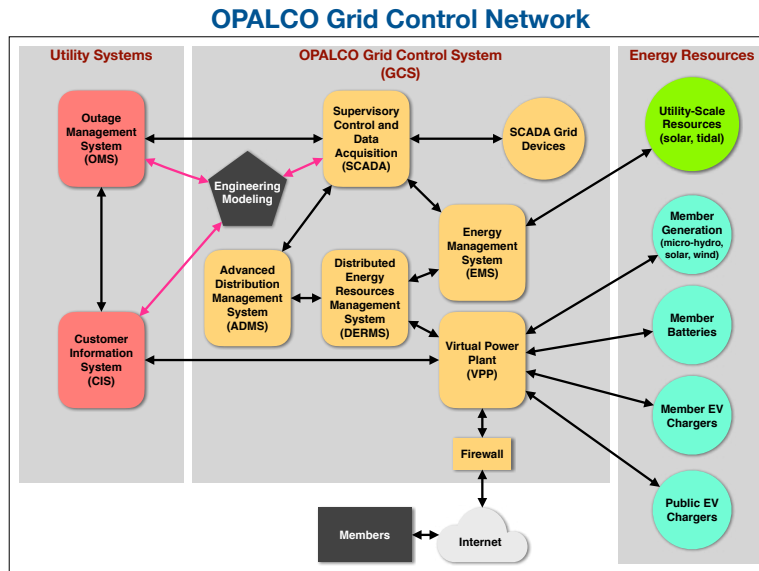 OPALCO Grid Control Network
Utility Systems
OPALCO Grid Control System
(GCS)
Energy Resources
Outage
Management
System
(OMS)
Supervisory
Control and
Data
Acquisition
(SCADA)
SCADA Grid
Devices
Utility-Scale
Resources
(solar, tidal)
Engineering
Modeling
Member
Generation
(micro-hydro,
solar, wind)
Advanced
Distribution
Management
System
(ADMS)
Distributed
Energy
Resources
Management
System
(DERMS)
Energy
Management
System
(EMS)
Member
Batteries
Customer
Information
System
(CIS)
Virtual Power
Plant
(VPP)
Member EV
Chargers
Firewall
Public EV
Chargers
Members
Internet